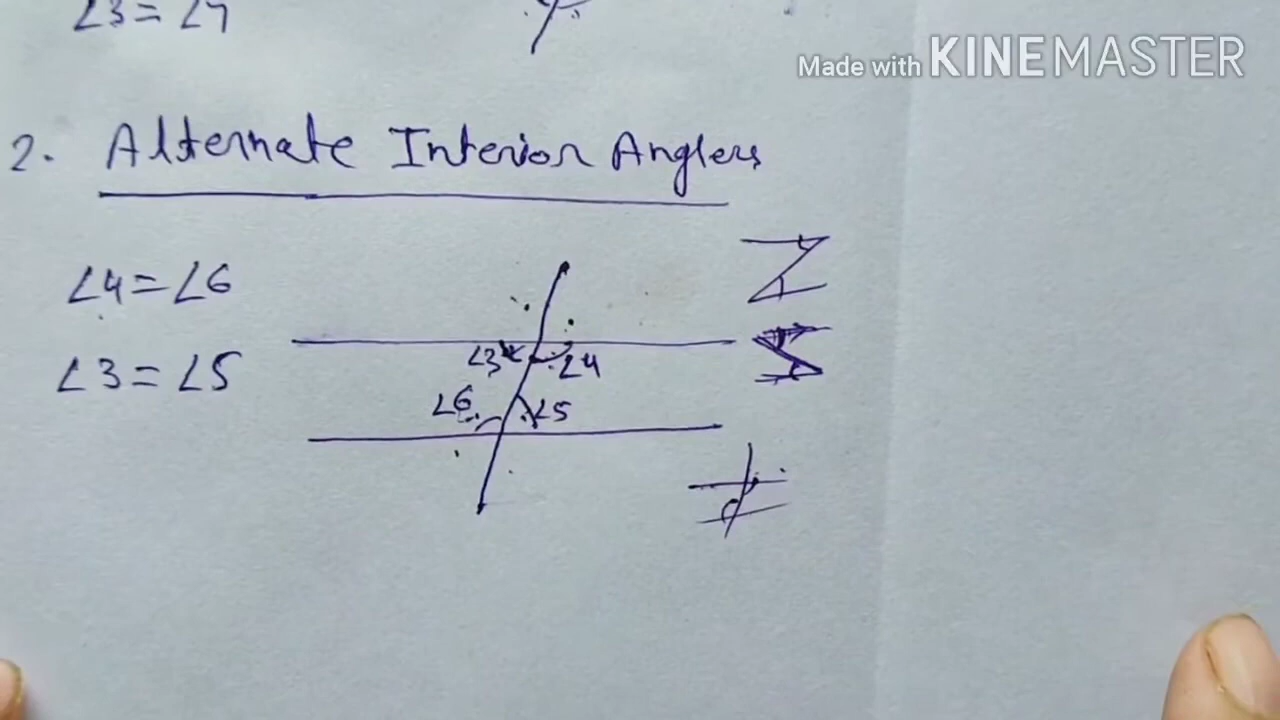 ∠3 = ∠7
Made with KINEMASTER
2. Alternate Interior Angles
∠4 = ∠6
∠3 = ∠5
∠3 ∠4
∠6 ∠5